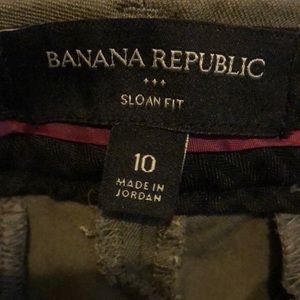 BANANA REPUBLIC
SLOAN FIT
10
MADE IN
JORDAN